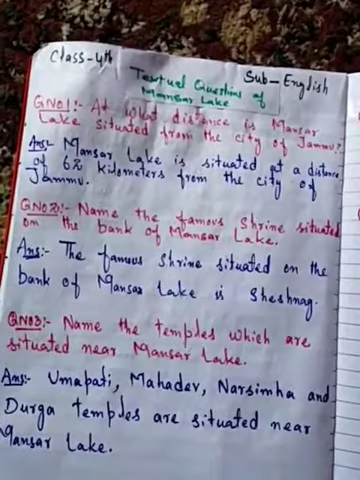 Class-4th
Sub-English
Textual Questions of
Mansar Lake
QNO1:- At what distance is Mansar
Lake situated from the city of Jammu?
Ans:- Mansar Lake is situated at a distance
of 62 Kilometers from the city of
Jammu.
QNO2:- Name the famous Shrine situated
on the bank of Mansar Lake.
Ans:- The famous Shrine situated on the
bank of Mansar Lake is Sheshnag.
QNO3:- Name the temples which are
situated near Mansar Lake.
Ans:- Umapati, Mahadev, Narsimha and
Durga temples are situated near
Mansar Lake.